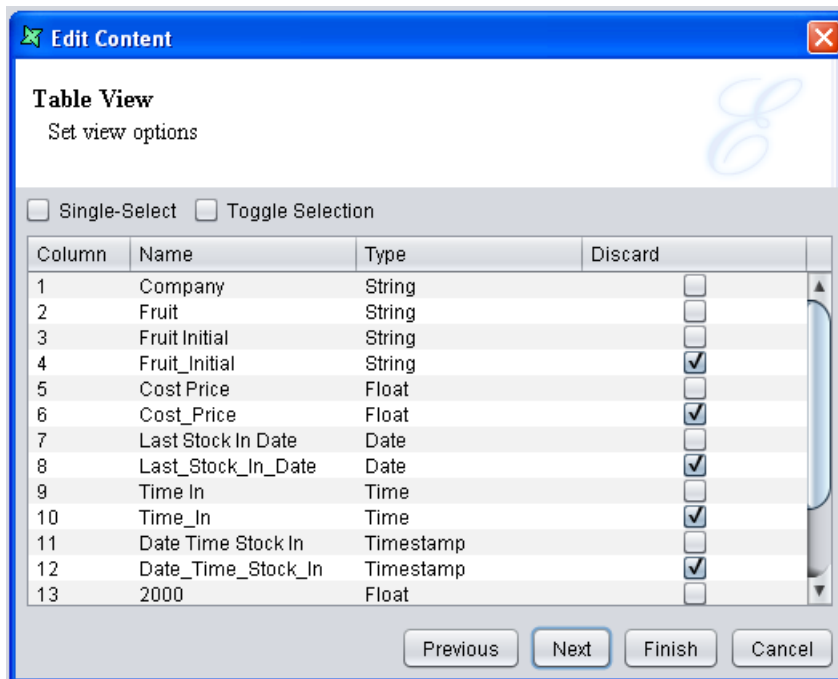 Edit Content
Table View
Set view options
Single-Select Toggle Selection
Column Name Type Discard
1 Company String
2 Fruit String
3 Fruit Initial String
4 Fruit_Initial String
5 Cost Price Float
6 Cost_Price Float
7 Last Stock In Date Date
8 Last_Stock_In_Date Date
9 Time In Time
10 Time_In Time
11 Date Time Stock In Timestamp
12 Date_Time_Stock_In Timestamp
13 2000 Float
Previous Next Finish Cancel